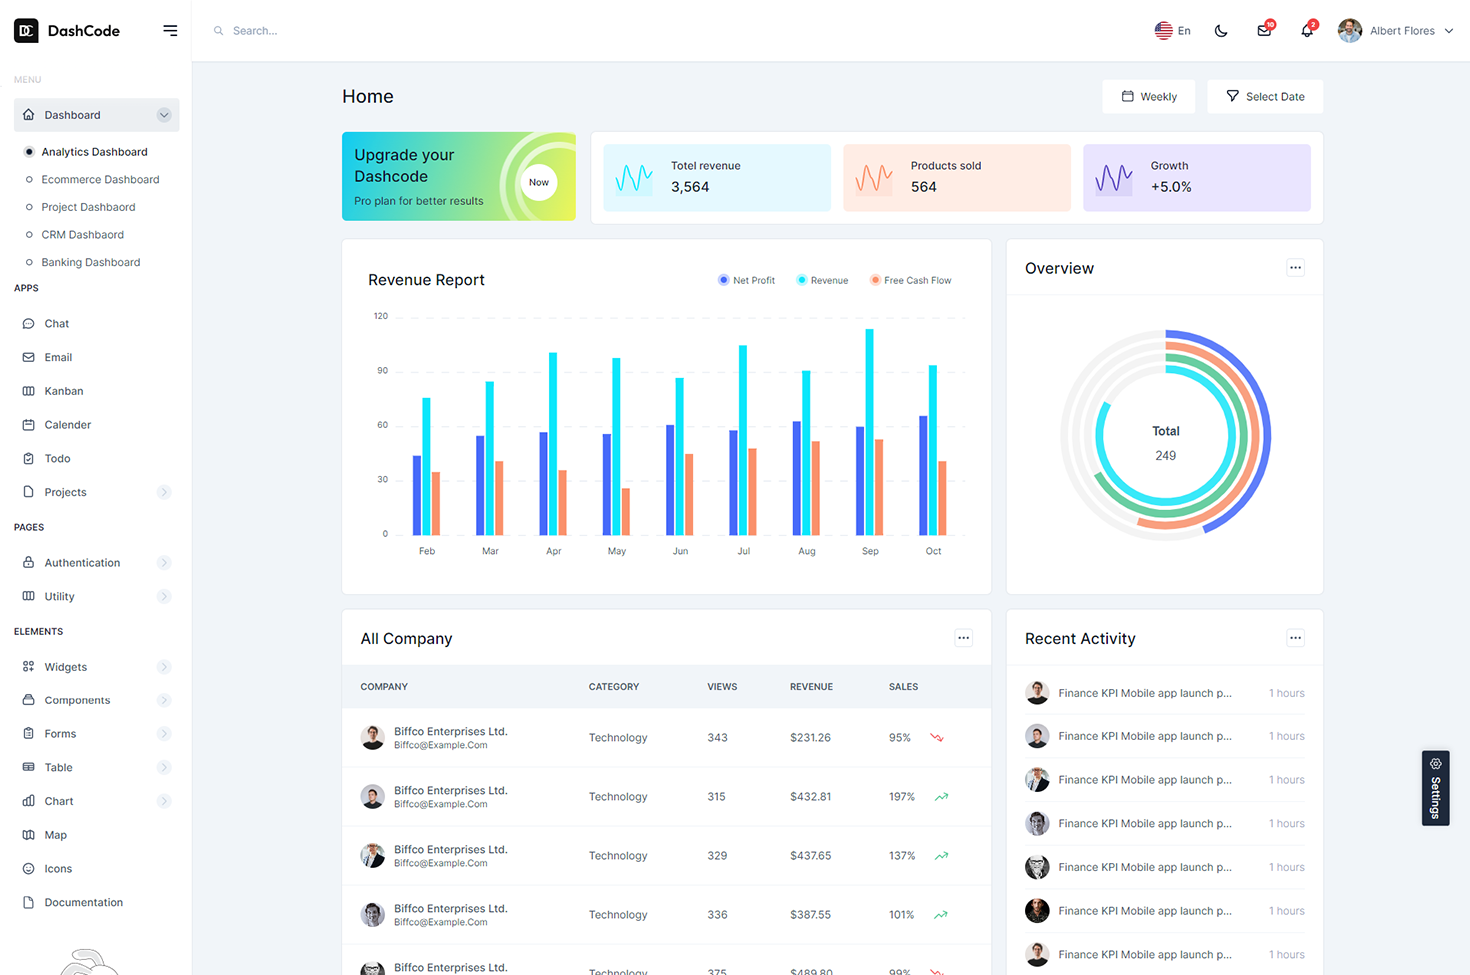 DashCode
Search...
En
10
2
Albert Flores
MENU
Dashboard
Analytics Dashboard
Ecommerce Dashboard
Project Dashbaord
CRM Dashbaord
Banking Dashboard
APPS
Chat
Email
Kanban
Calender
Todo
Projects
PAGES
Authentication
Utility
ELEMENTS
Widgets
Components
Forms
Table
Chart
Map
Icons
Documentation
Home
Weekly
Select Date
Upgrade your
Dashcode
Pro plan for better results
Now
Totel revenue
3,564
Products sold
564
Growth
+5.0%
Revenue Report
Net Profit
Revenue
Free Cash Flow
120
90
60
30
0
Feb
Mar
Apr
May
Jun
Jul
Aug
Sep
Oct
Overview
Total
249
All Company
COMPANY CATEGORY VIEWS REVENUE SALES
Biffco Enterprises Ltd.
Biffco@Example.Com
Technology 343 $231.26 95%
Biffco Enterprises Ltd.
Biffco@Example.Com
Technology 315 $432.81 197%
Biffco Enterprises Ltd.
Biffco@Example.Com
Technology 329 $437.65 137%
Biffco Enterprises Ltd.
Biffco@Example.Com
Technology 336 $387.55 101%
Biffco Enterprises Ltd.
Technology 375 $489.80 99%
Recent Activity
Finance KPI Mobile app launch p... 1 hours
Finance KPI Mobile app launch p... 1 hours
Finance KPI Mobile app launch p... 1 hours
Finance KPI Mobile app launch p... 1 hours
Finance KPI Mobile app launch p... 1 hours
Finance KPI Mobile app launch p... 1 hours
Finance KPI Mobile app launch p... 1 hours
Settings